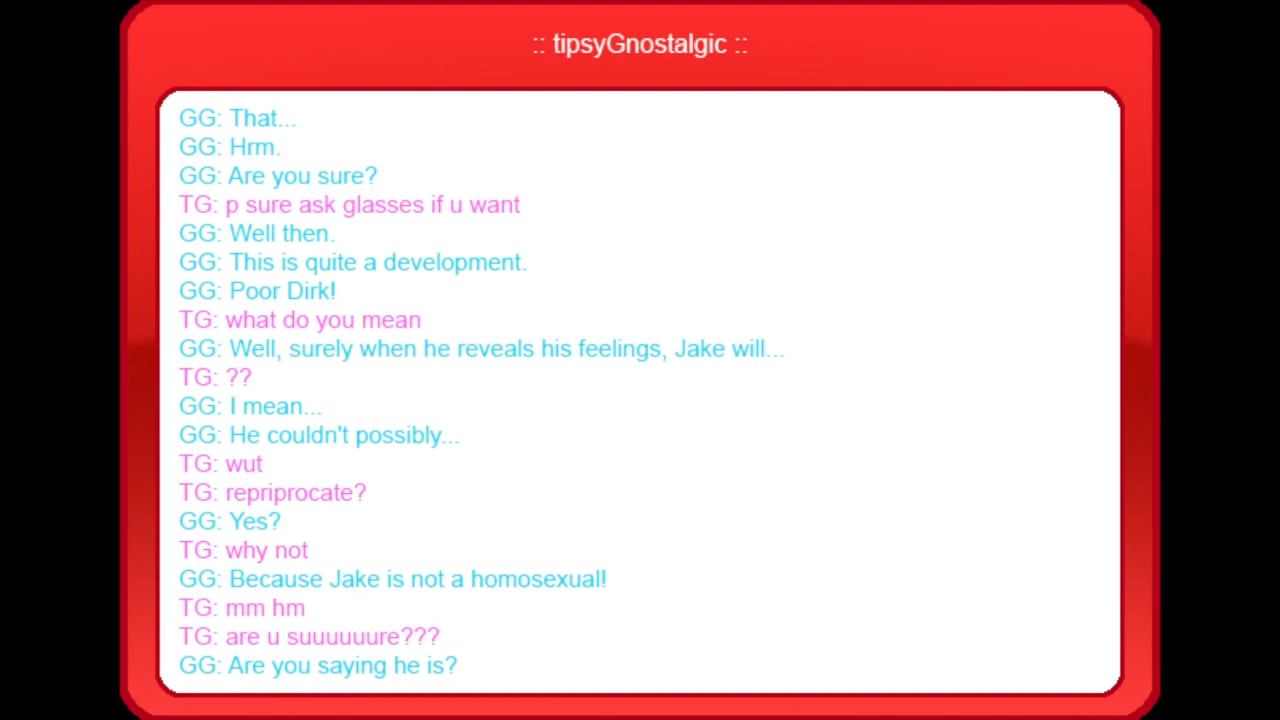 :: tipsyGnostalgic ::
GG: That...
GG: Hrm.
GG: Are you sure?
TG: p sure ask glasses if u want
GG: Well then.
GG: This is quite a development.
GG: Poor Dirk!
TG: what do you mean
GG: Well, surely when he reveals his feelings, Jake will...
TG: ??
GG: I mean...
GG: He couldn't possibly...
TG: wut
TG: repriprocate?
GG: Yes?
TG: why not
GG: Because Jake is not a homosexual!
TG: mm hm
TG: are u suuuuuure???
GG: Are you saying he is?